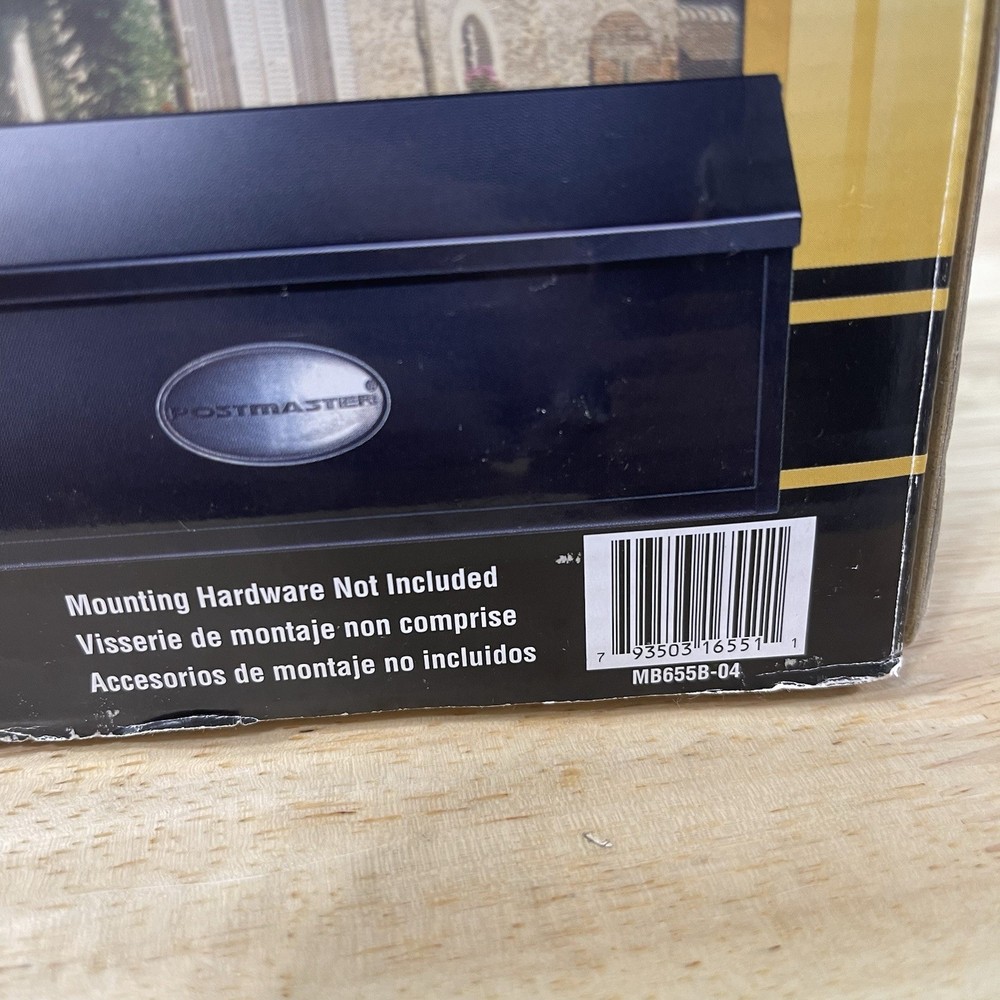 POSTMASTER®
Mounting Hardware Not Included
Visserie de montaje non comprise
Accesorios de montaje no incluidos
7 93503 16551 1
MB655B-04